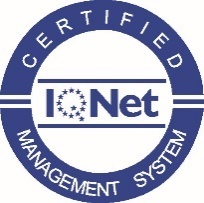 CERTIFIED
IQNet
MANAGEMENT SYSTEM